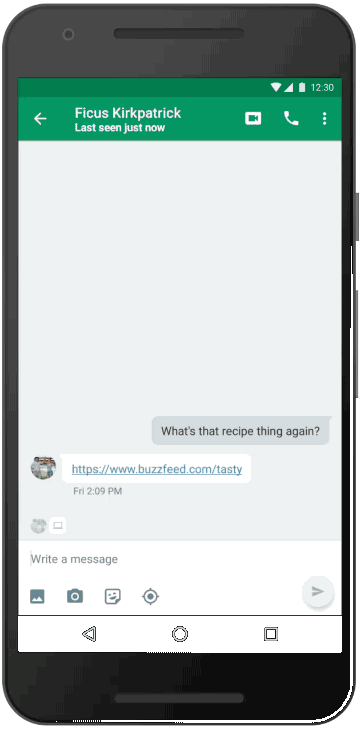 12:30
Ficus Kirkpatrick
Last seen just now
What's that recipe thing again?
https://www.buzzfeed.com/tasty
Fri 2:09 PM
Write a message